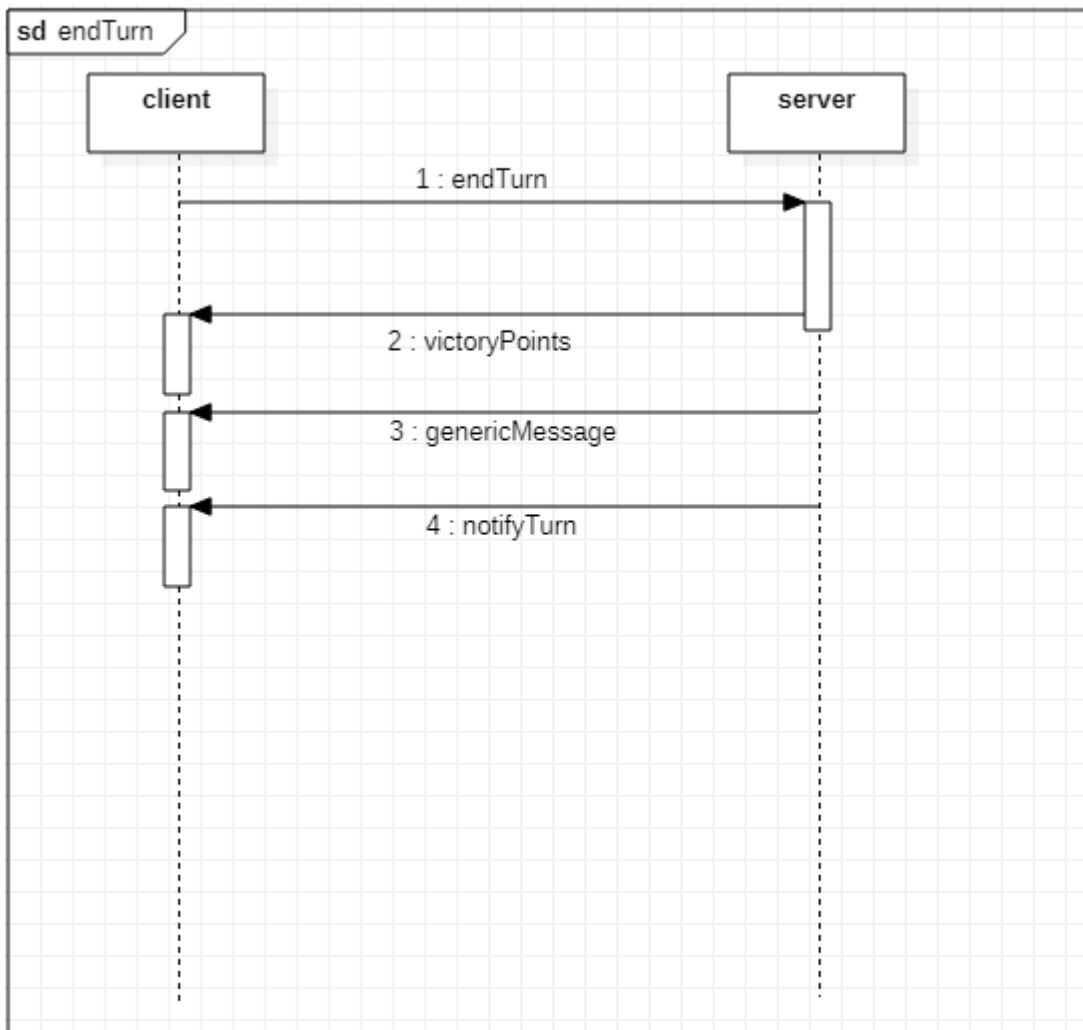 sd endTurn
client
server
1 : endTurn
2 : victoryPoints
3 : genericMessage
4 : notifyTurn